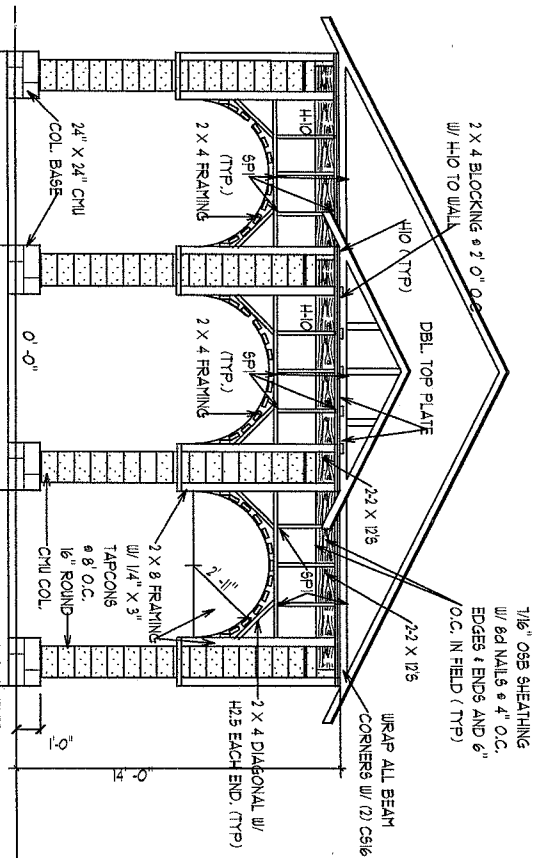 2 X 4 BLOCKING @ 2' 0" O.C.
W/ H-10 TO WALL
H10 (TYP)
DBL. TOP PLATE
2-2 X 12'S
2-2 X 12'S
7/16" OSB SHEATHING
W/ 8d NAILS @ 4" O.C.
EDGES & ENDS AND 6"
O.C. IN FIELD (TYP)
WRAP ALL BEAM
CORNERS W/ (2) CS16
H-10
SP1
(TYP.)
2 X 4 FRAMING
H-10
SP1
(TYP.)
2 X 4 FRAMING
SP1
2'-11"
2 X 8 FRAMING
W/ 1/4" X 3"
TAPCONS
@ 8' O.C.
16" ROUND
CMU COL.
2 X 4 DIAGONAL W/
H2.5 EACH END. (TYP)
24" X 24" CMU
COL. BASE
0' -0"
1'-0"
14' -0"